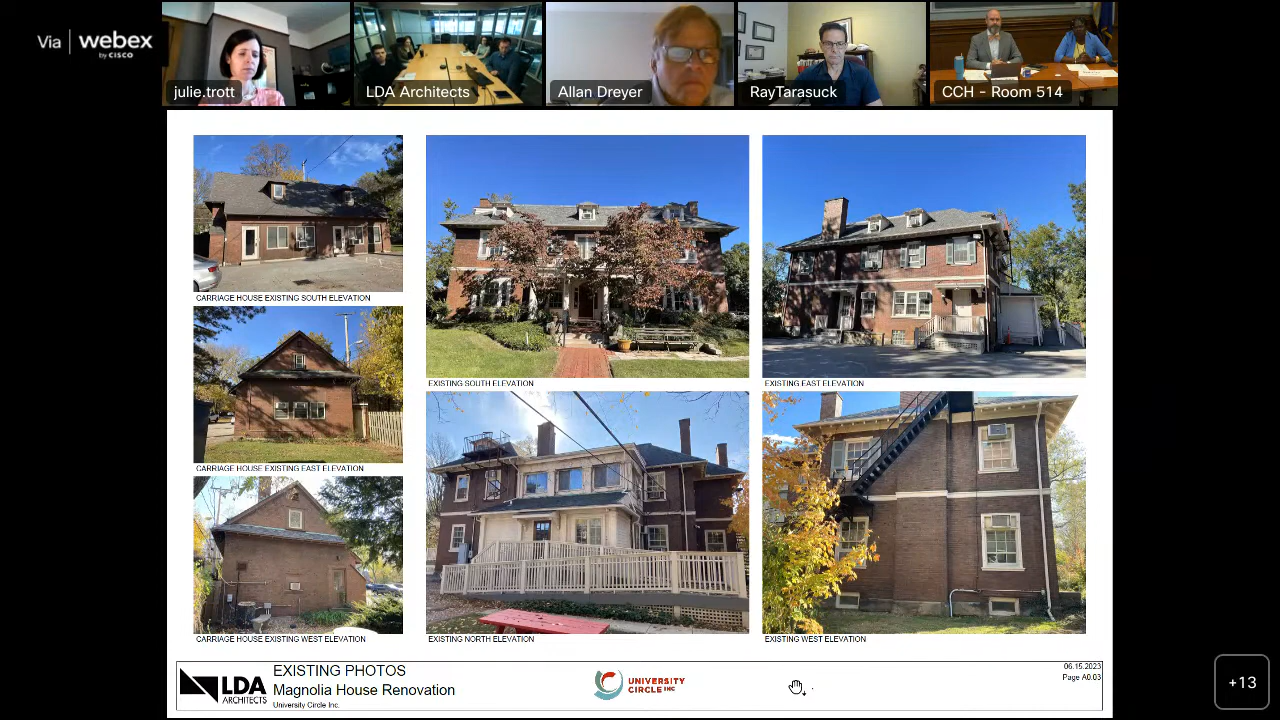 Via webex
by CISCO
julie.trott
LDA Architects
Allan Dreyer
RayTarasuck
CCH - Room 514
CARRIAGE HOUSE EXISTING SOUTH ELEVATION
CARRIAGE HOUSE EXISTING EAST ELEVATION
CARRIAGE HOUSE EXISTING WEST ELEVATION
EXISTING SOUTH ELEVATION
EXISTING EAST ELEVATION
EXISTING NORTH ELEVATION
EXISTING WEST ELEVATION
LDA
ARCHITECTS
EXISTING PHOTOS
Magnolia House Renovation
University Circle Inc.
UNIVERSITY
CIRCLE INC
06.15.2023
Page A0.03
+13